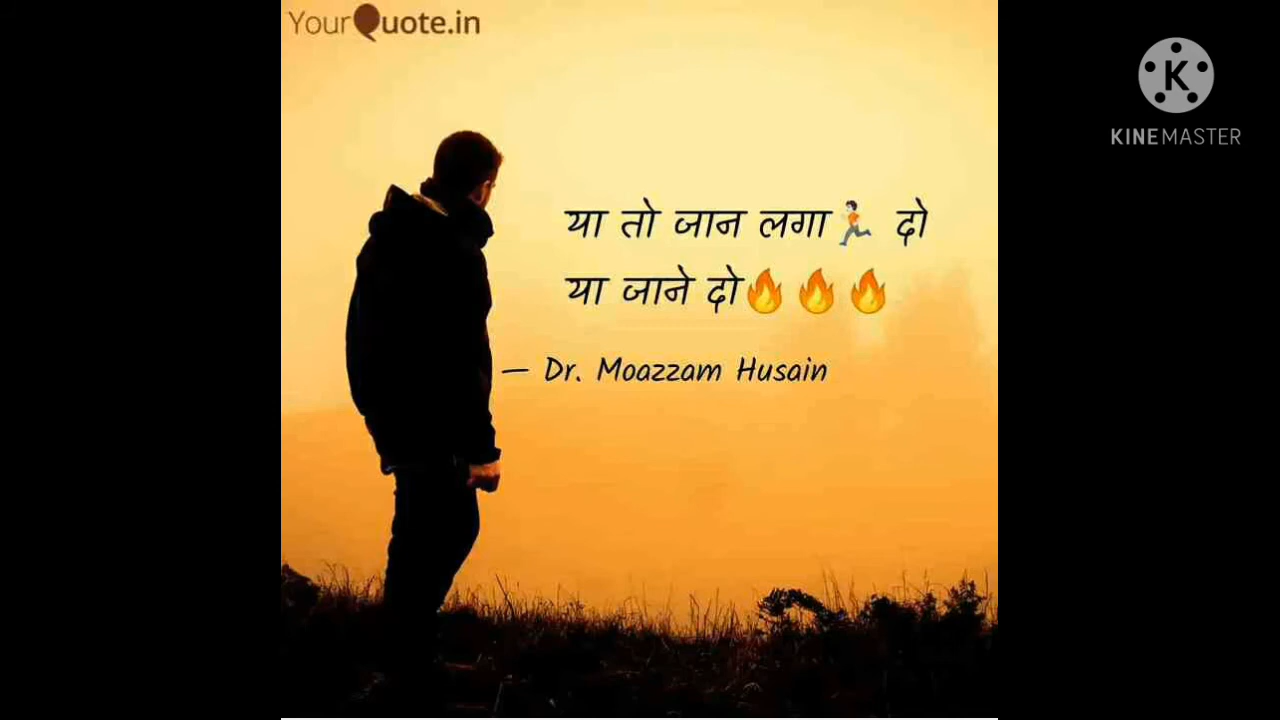 YourQuote.in
KINEMASTER
या तो जान लगा🏃 दो
या जाने दो🔥🔥🔥
— Dr. Moazzam Husain